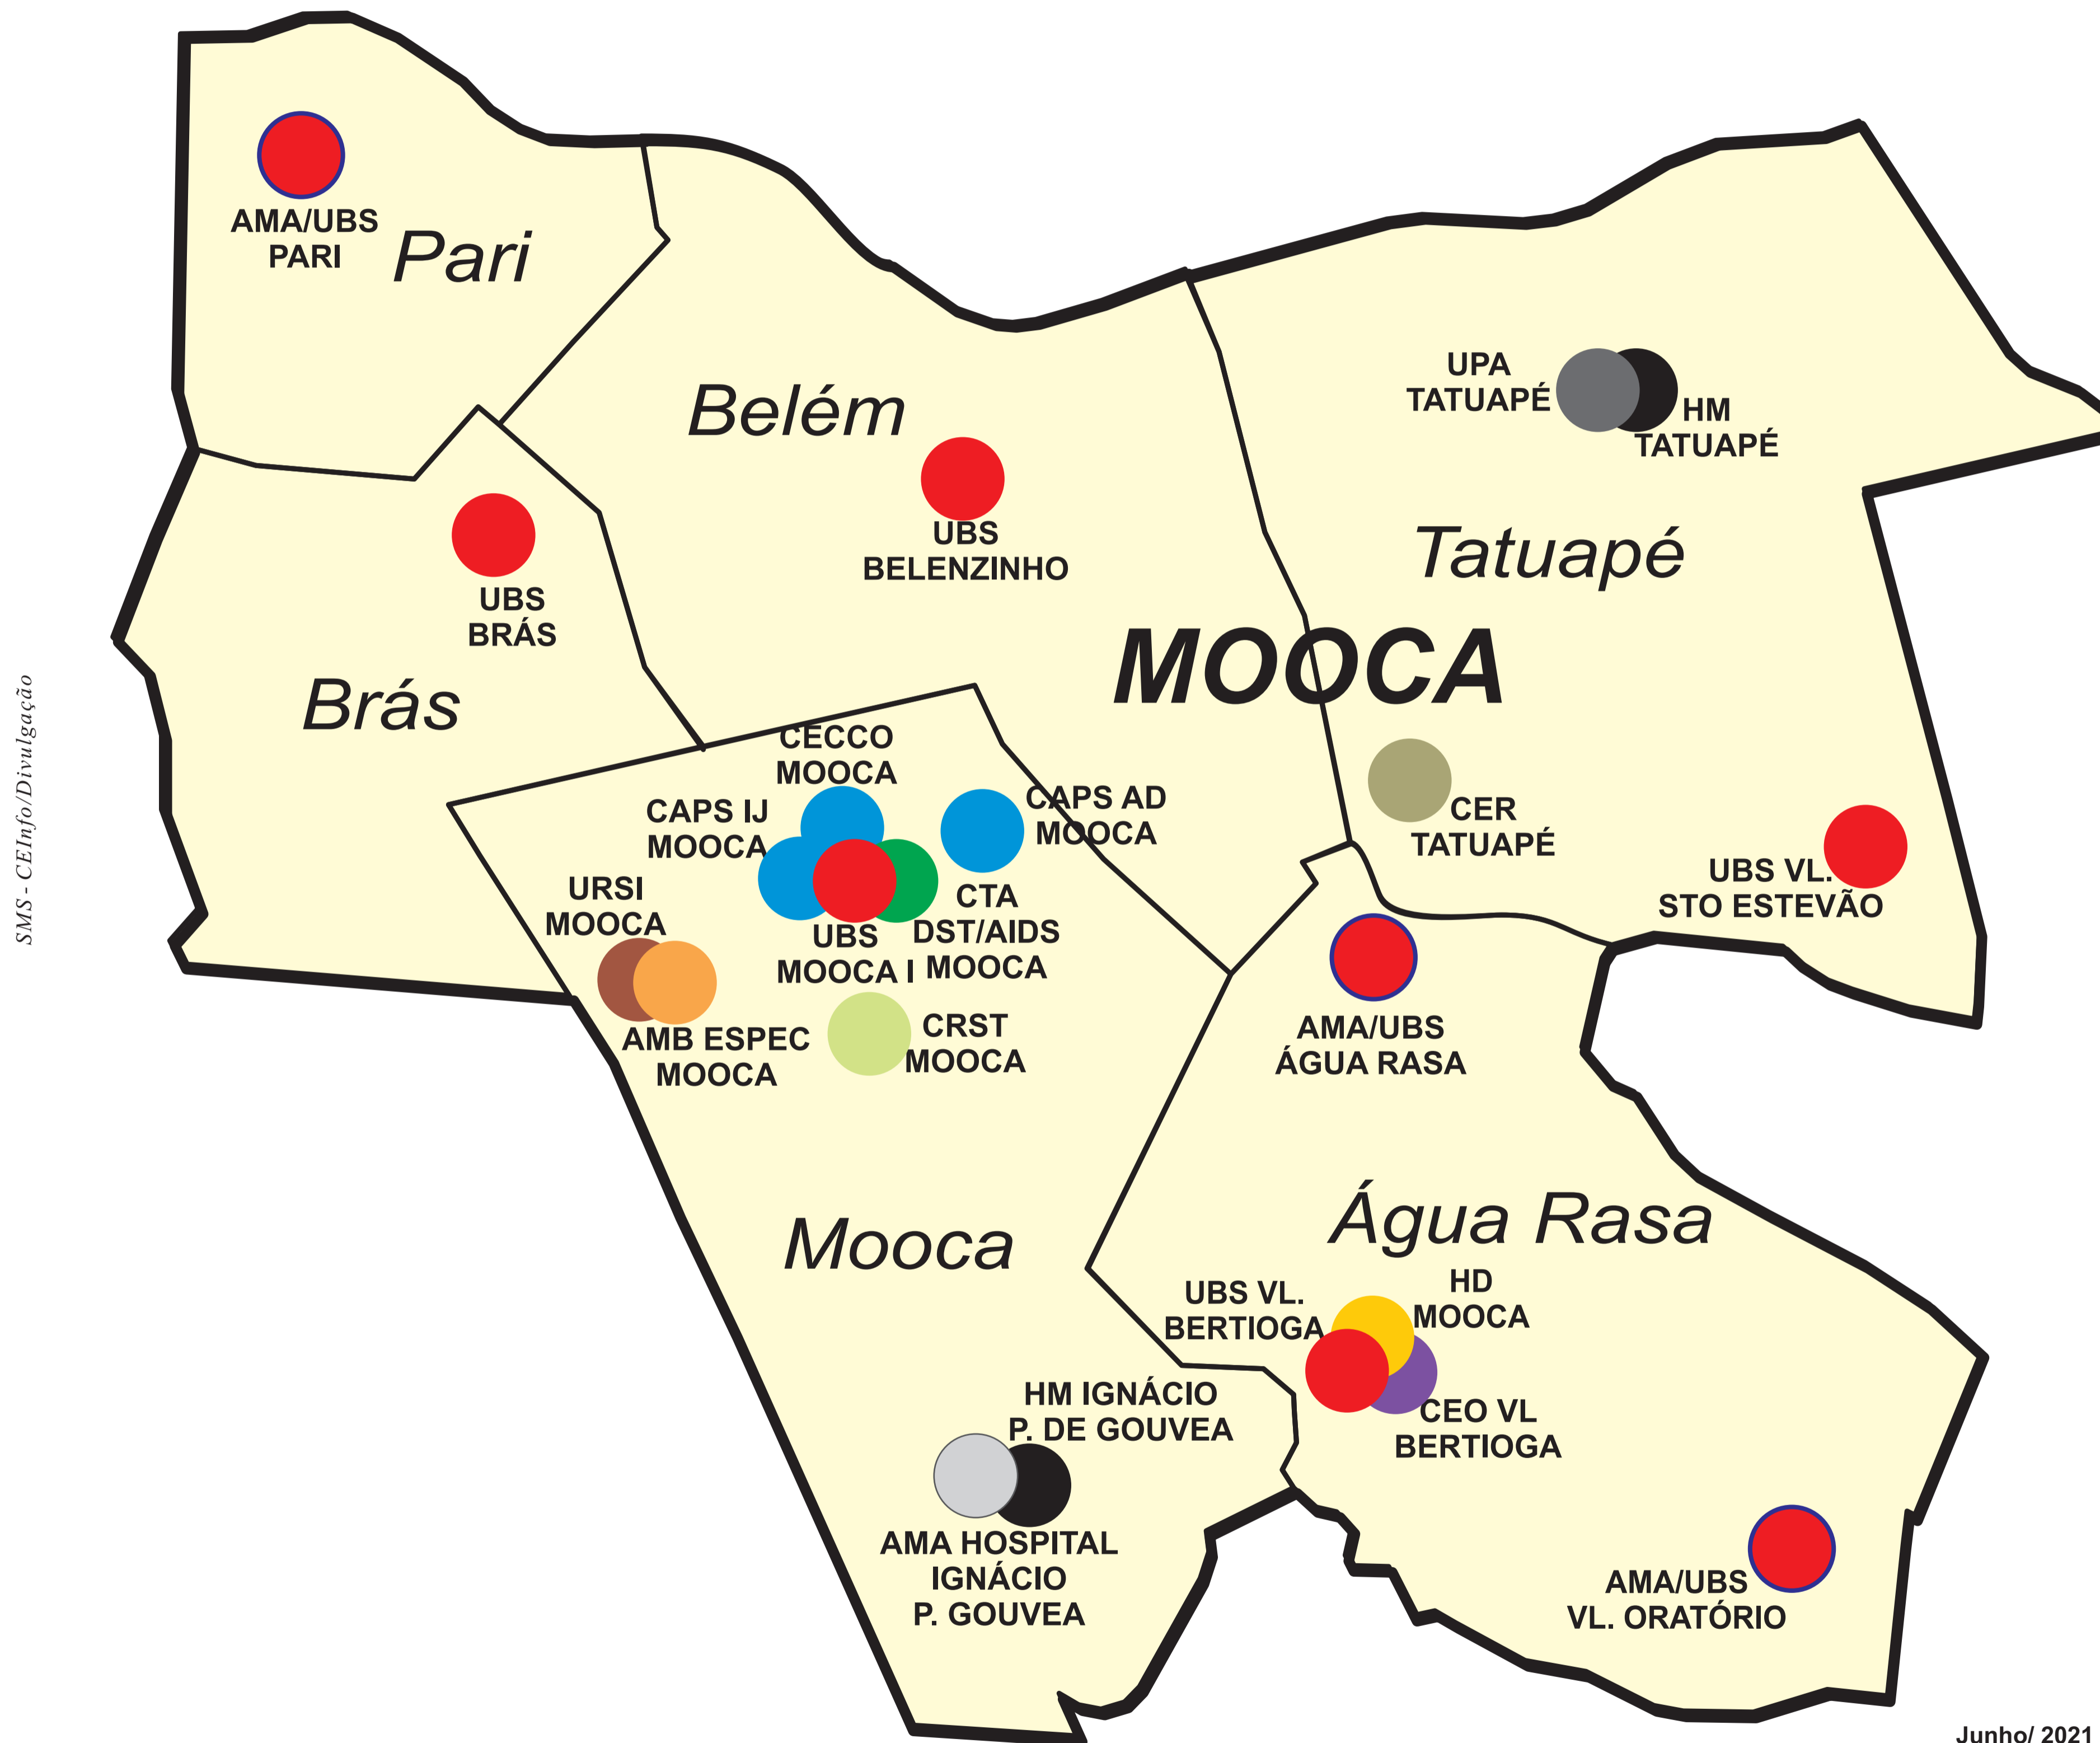 AMA/UBS
PARI
Pari
Belém
UPA
TATUAPÉ
HM
TATUAPÉ
UBS
BELENZINHO
Tatuapé
UBS
BRÁS
Brás
MOOCA
SMS - CEInfo/Divulgação
CECCO
MOOCA
CAPS IJ
MOOCA
CAPS AD
MOOCA
CER
TATUAPÉ
UBS VL.
STO ESTEVÃO
URSI
MOOCA
UBS
MOOCA I
CTA
DST/AIDS
MOOCA
AMB ESPEC
MOOCA
CRST
MOOCA
AMA/UBS
ÁGUA RASA
Mooca
Água Rasa
UBS VL.
BERTIOGA
HD
MOOCA
CEO VL
BERTIOGA
HM IGNÁCIO
P. DE GOUVEA
AMA HOSPITAL
IGNÁCIO
P. GOUVEA
AMA/UBS
VL. ORATÓRIO
Junho/ 2021